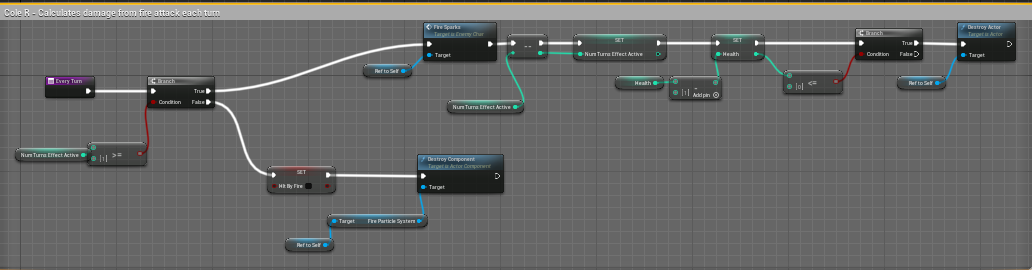 Cole R - Calculates damage from fire attack each turn
Fire Sparks
Target is Enemy Char
Target
Ref to Self
--
Num Turns Effect Active
SET
Num Turns Effect Active
SET
Health
Health
-
1
Add pin
<=
0
Branch
True
Condition
False
Destroy Actor
Target is Actor
Target
Ref to Self
Every Turn
Branch
True
Condition
False
Num Turns Effect Active
>=
1
SET
Hit By Fire
Destroy Component
Target is Actor Component
Target
Target
Fire Particle System
Ref to Self